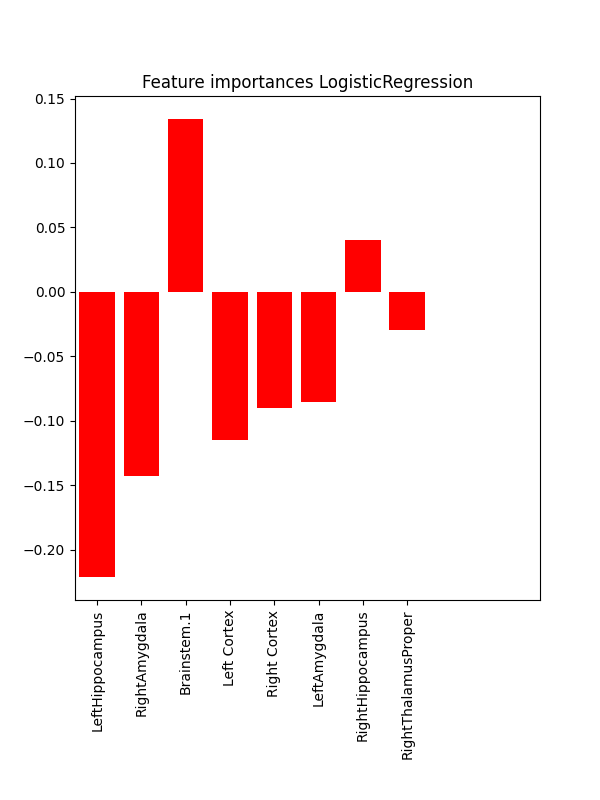 Feature importances LogisticRegression
0.15
0.10
0.05
0.00
−0.05
−0.10
−0.15
−0.20
LeftHippocampus
RightAmygdala
Brainstem.1
Left Cortex
Right Cortex
LeftAmygdala
RightHippocampus
RightThalamusProper